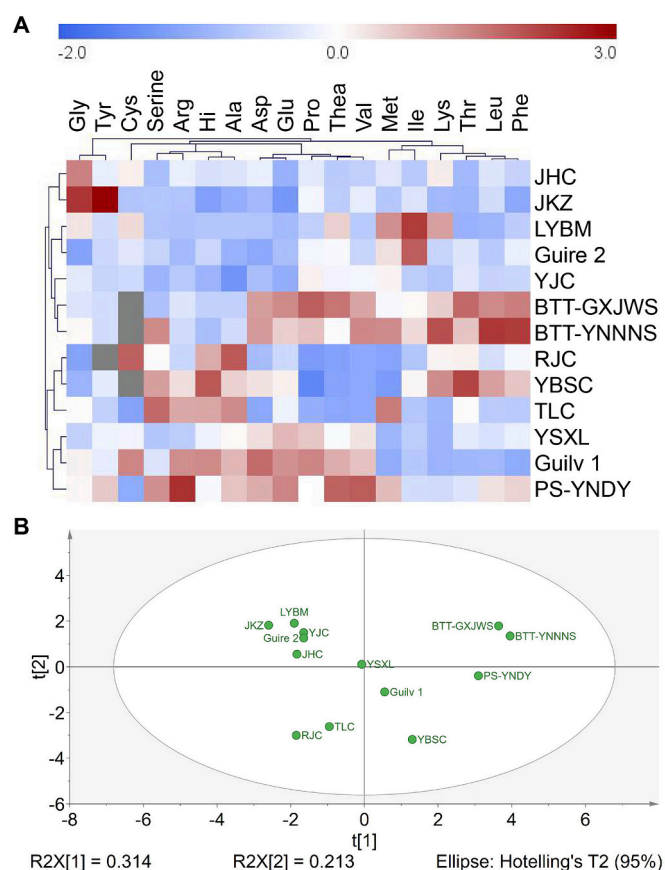 A
-2.0 0.0 3.0
Gly Tyr Cys Serine Arg Hi Ala Asp Glu Pro Thea Val Met Ile Lys Thr Leu Phe
JHC
JKZ
LYBM
Guire 2
YJC
BTT-GXJWS
BTT-YNNNS
RJC
YBSC
TLC
YSXL
Guilv 1
PS-YNDY
B
4
2
0
-2
-4
-6
t[2]
LYBM
JKZ
YJC
Guire 2
JHC
BTT-GXJWS
BTT-YNNNS
YSXL
PS-YNDY
Guilv 1
TLC
RJC
YBSC
-8 -6 -4 -2 0 2 4 6
t[1]
R2X[1] = 0.314 R2X[2] = 0.213 Ellipse: Hotelling's T2 (95%)